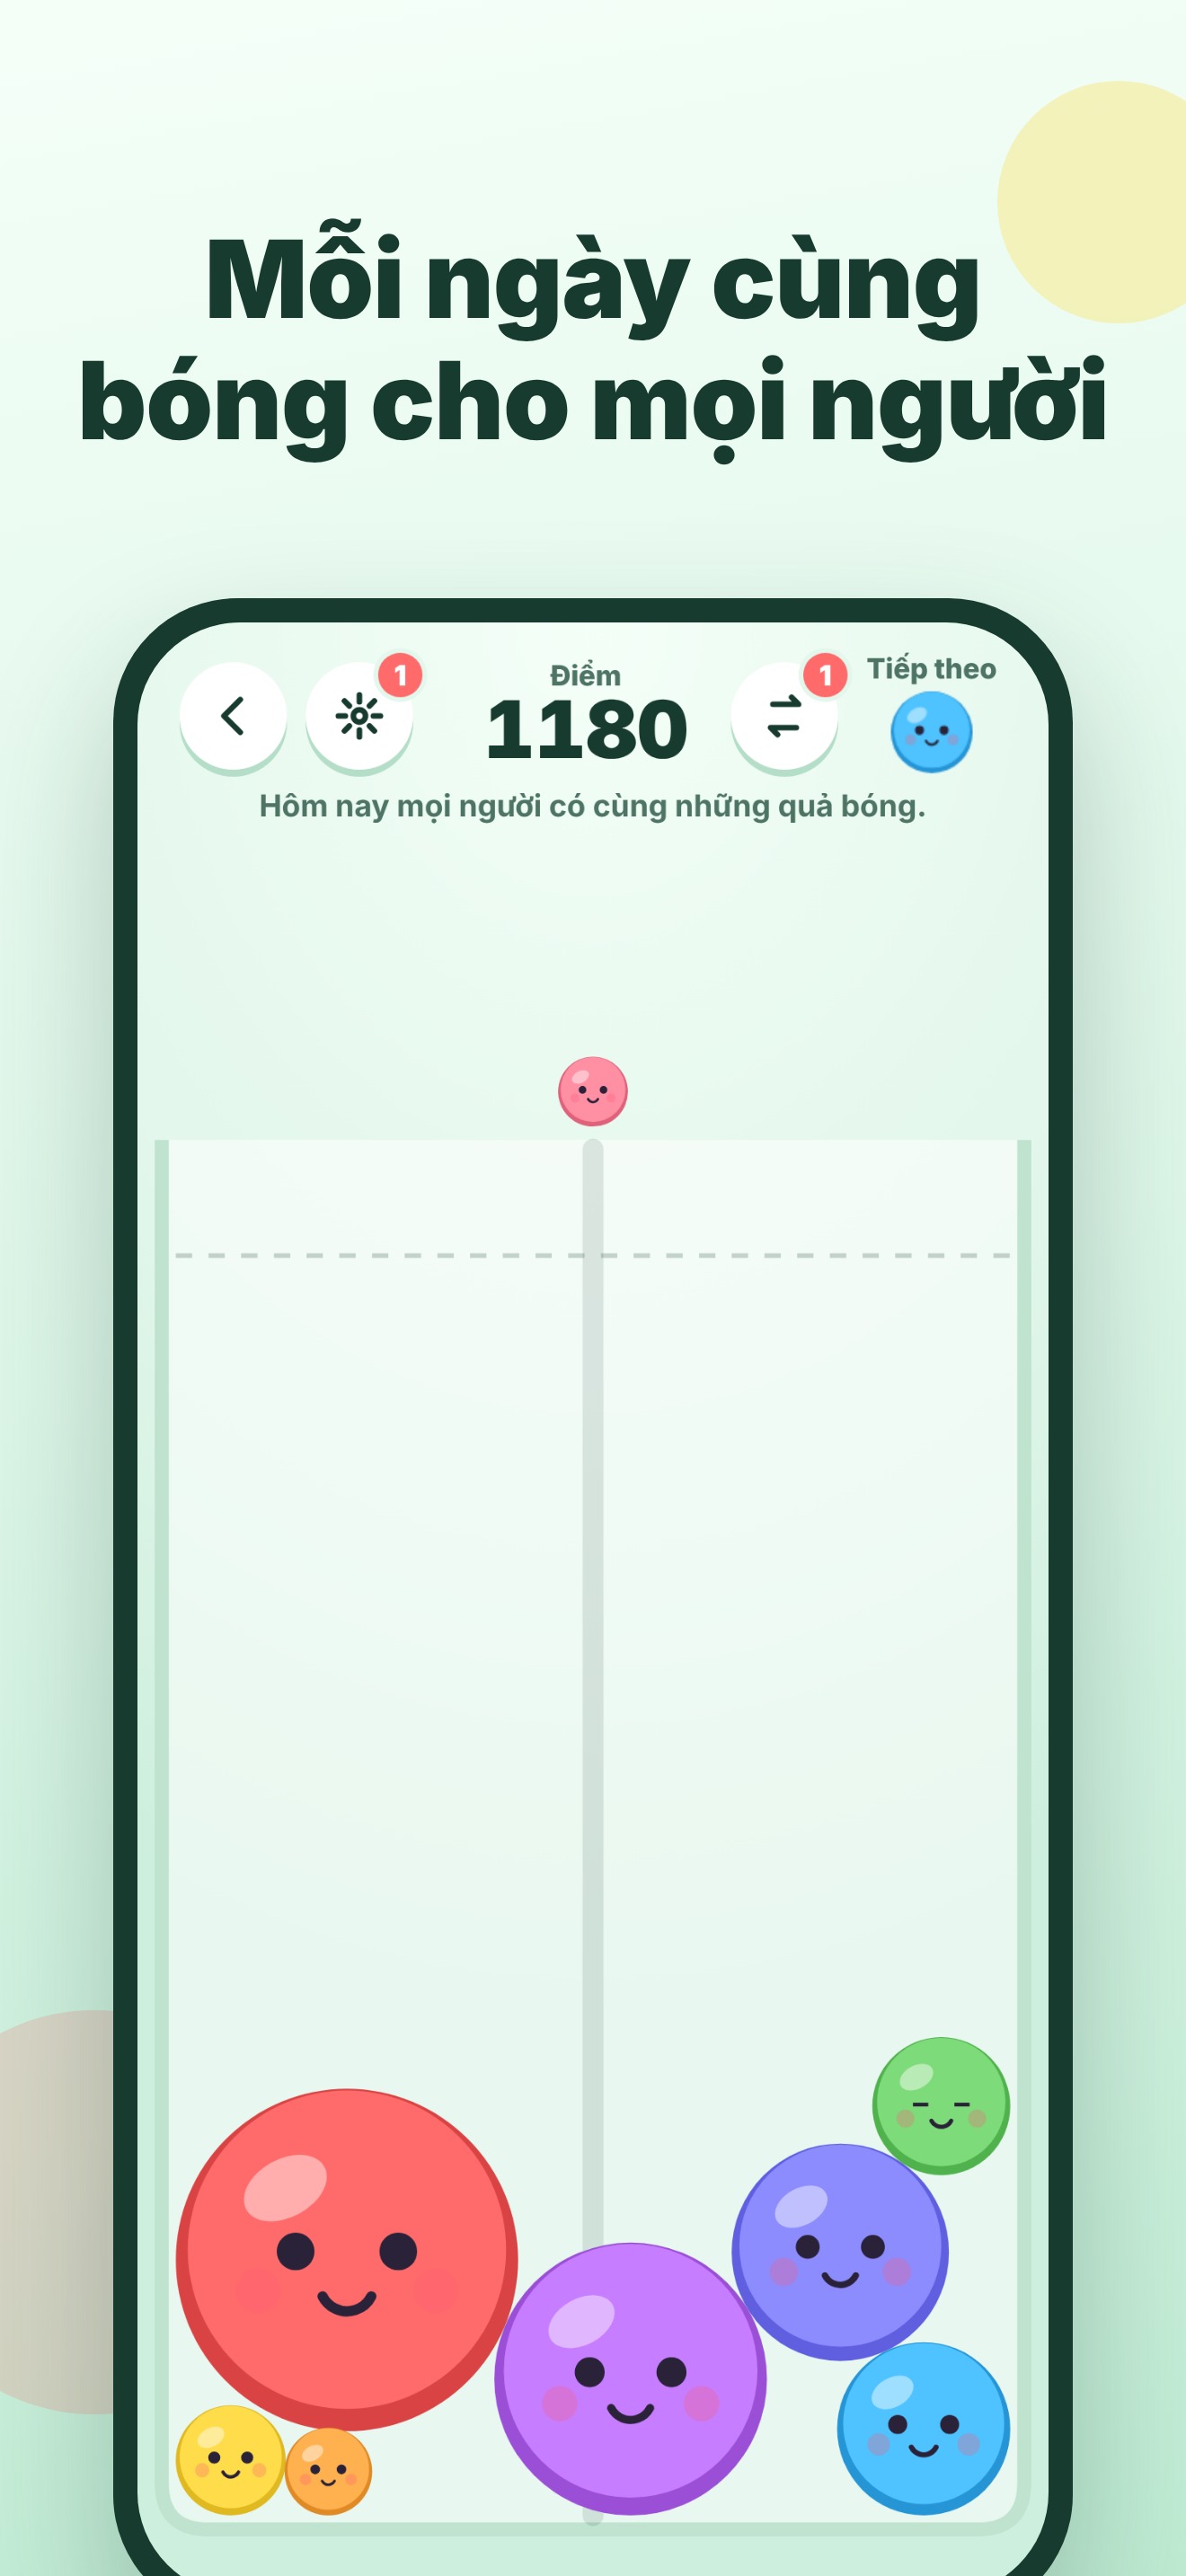 Mỗi ngày cùng
bóng cho mọi người
1
Điểm
1180
1
Tiếp theo
Hôm nay mọi người có cùng những quả bóng.